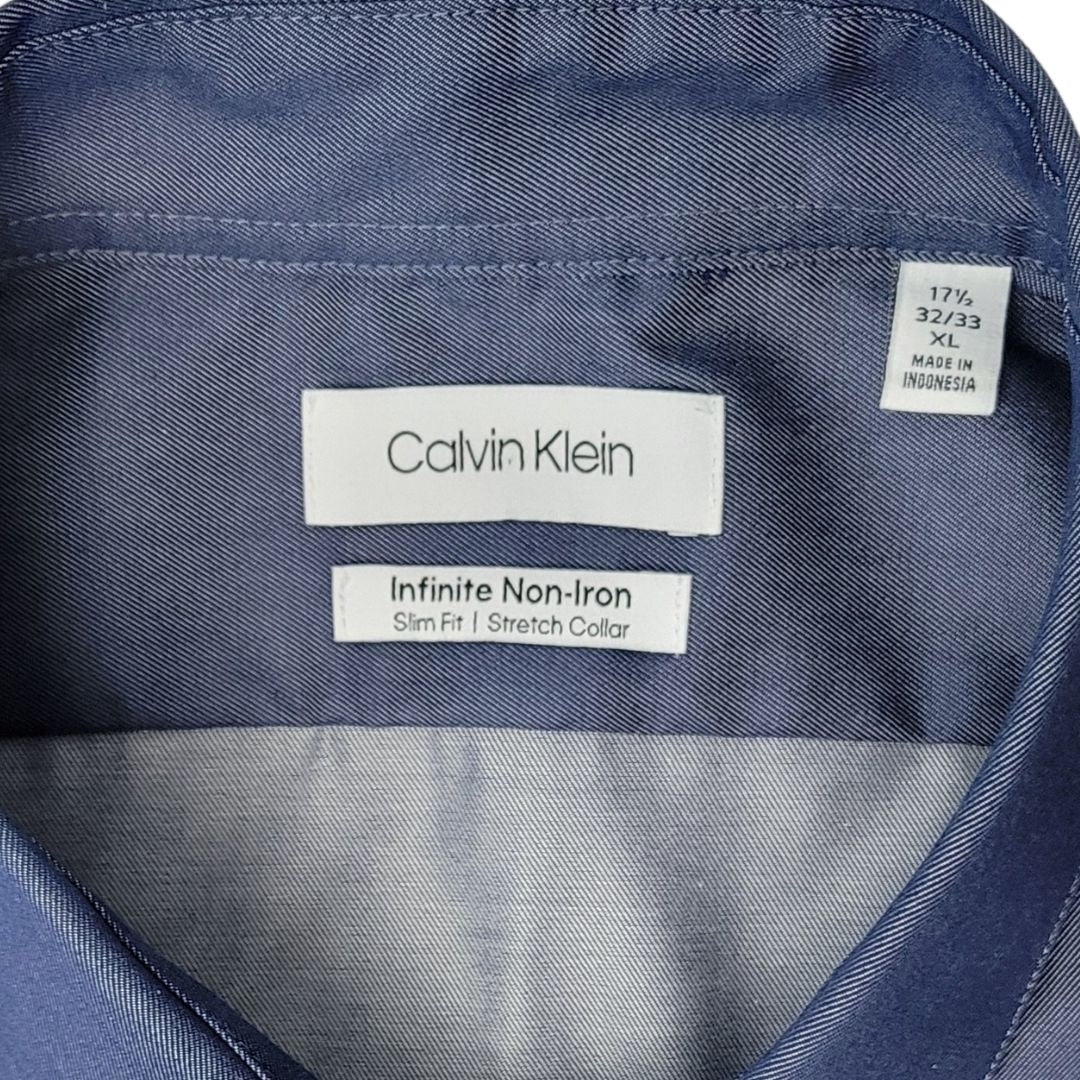 17½
32/33
XL
MADE IN
INDONESIA
Calvin Klein
Infinite Non-Iron
Slim Fit | Stretch Collar